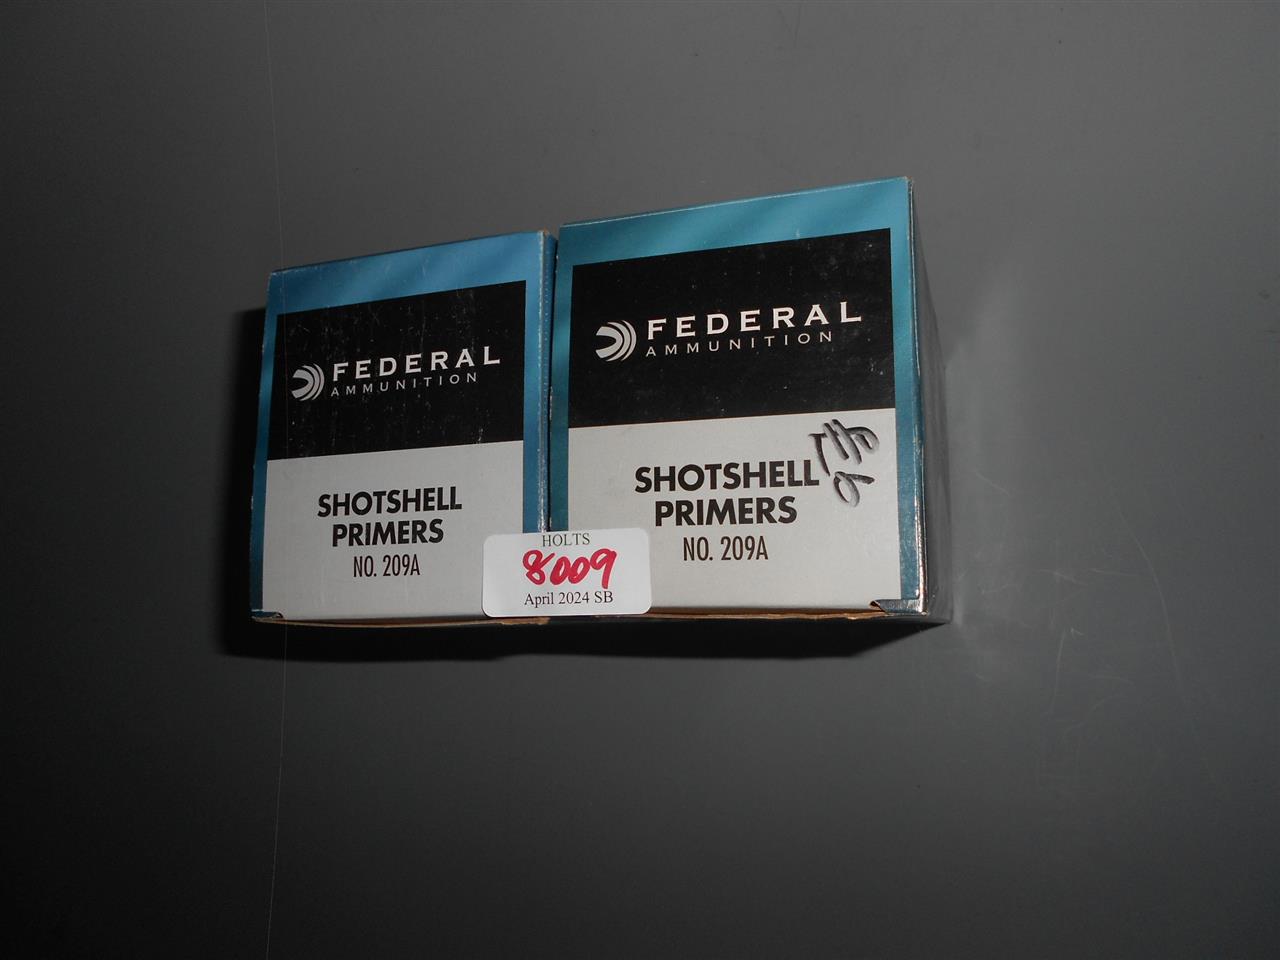 FEDERAL
AMMUNITION
SHOTSHELL
PRIMERS
NO. 209A
FEDERAL
AMMUNITION
SHOTSHELL
PRIMERS
NO. 209A
HOLTS
8009
April 2024 SB